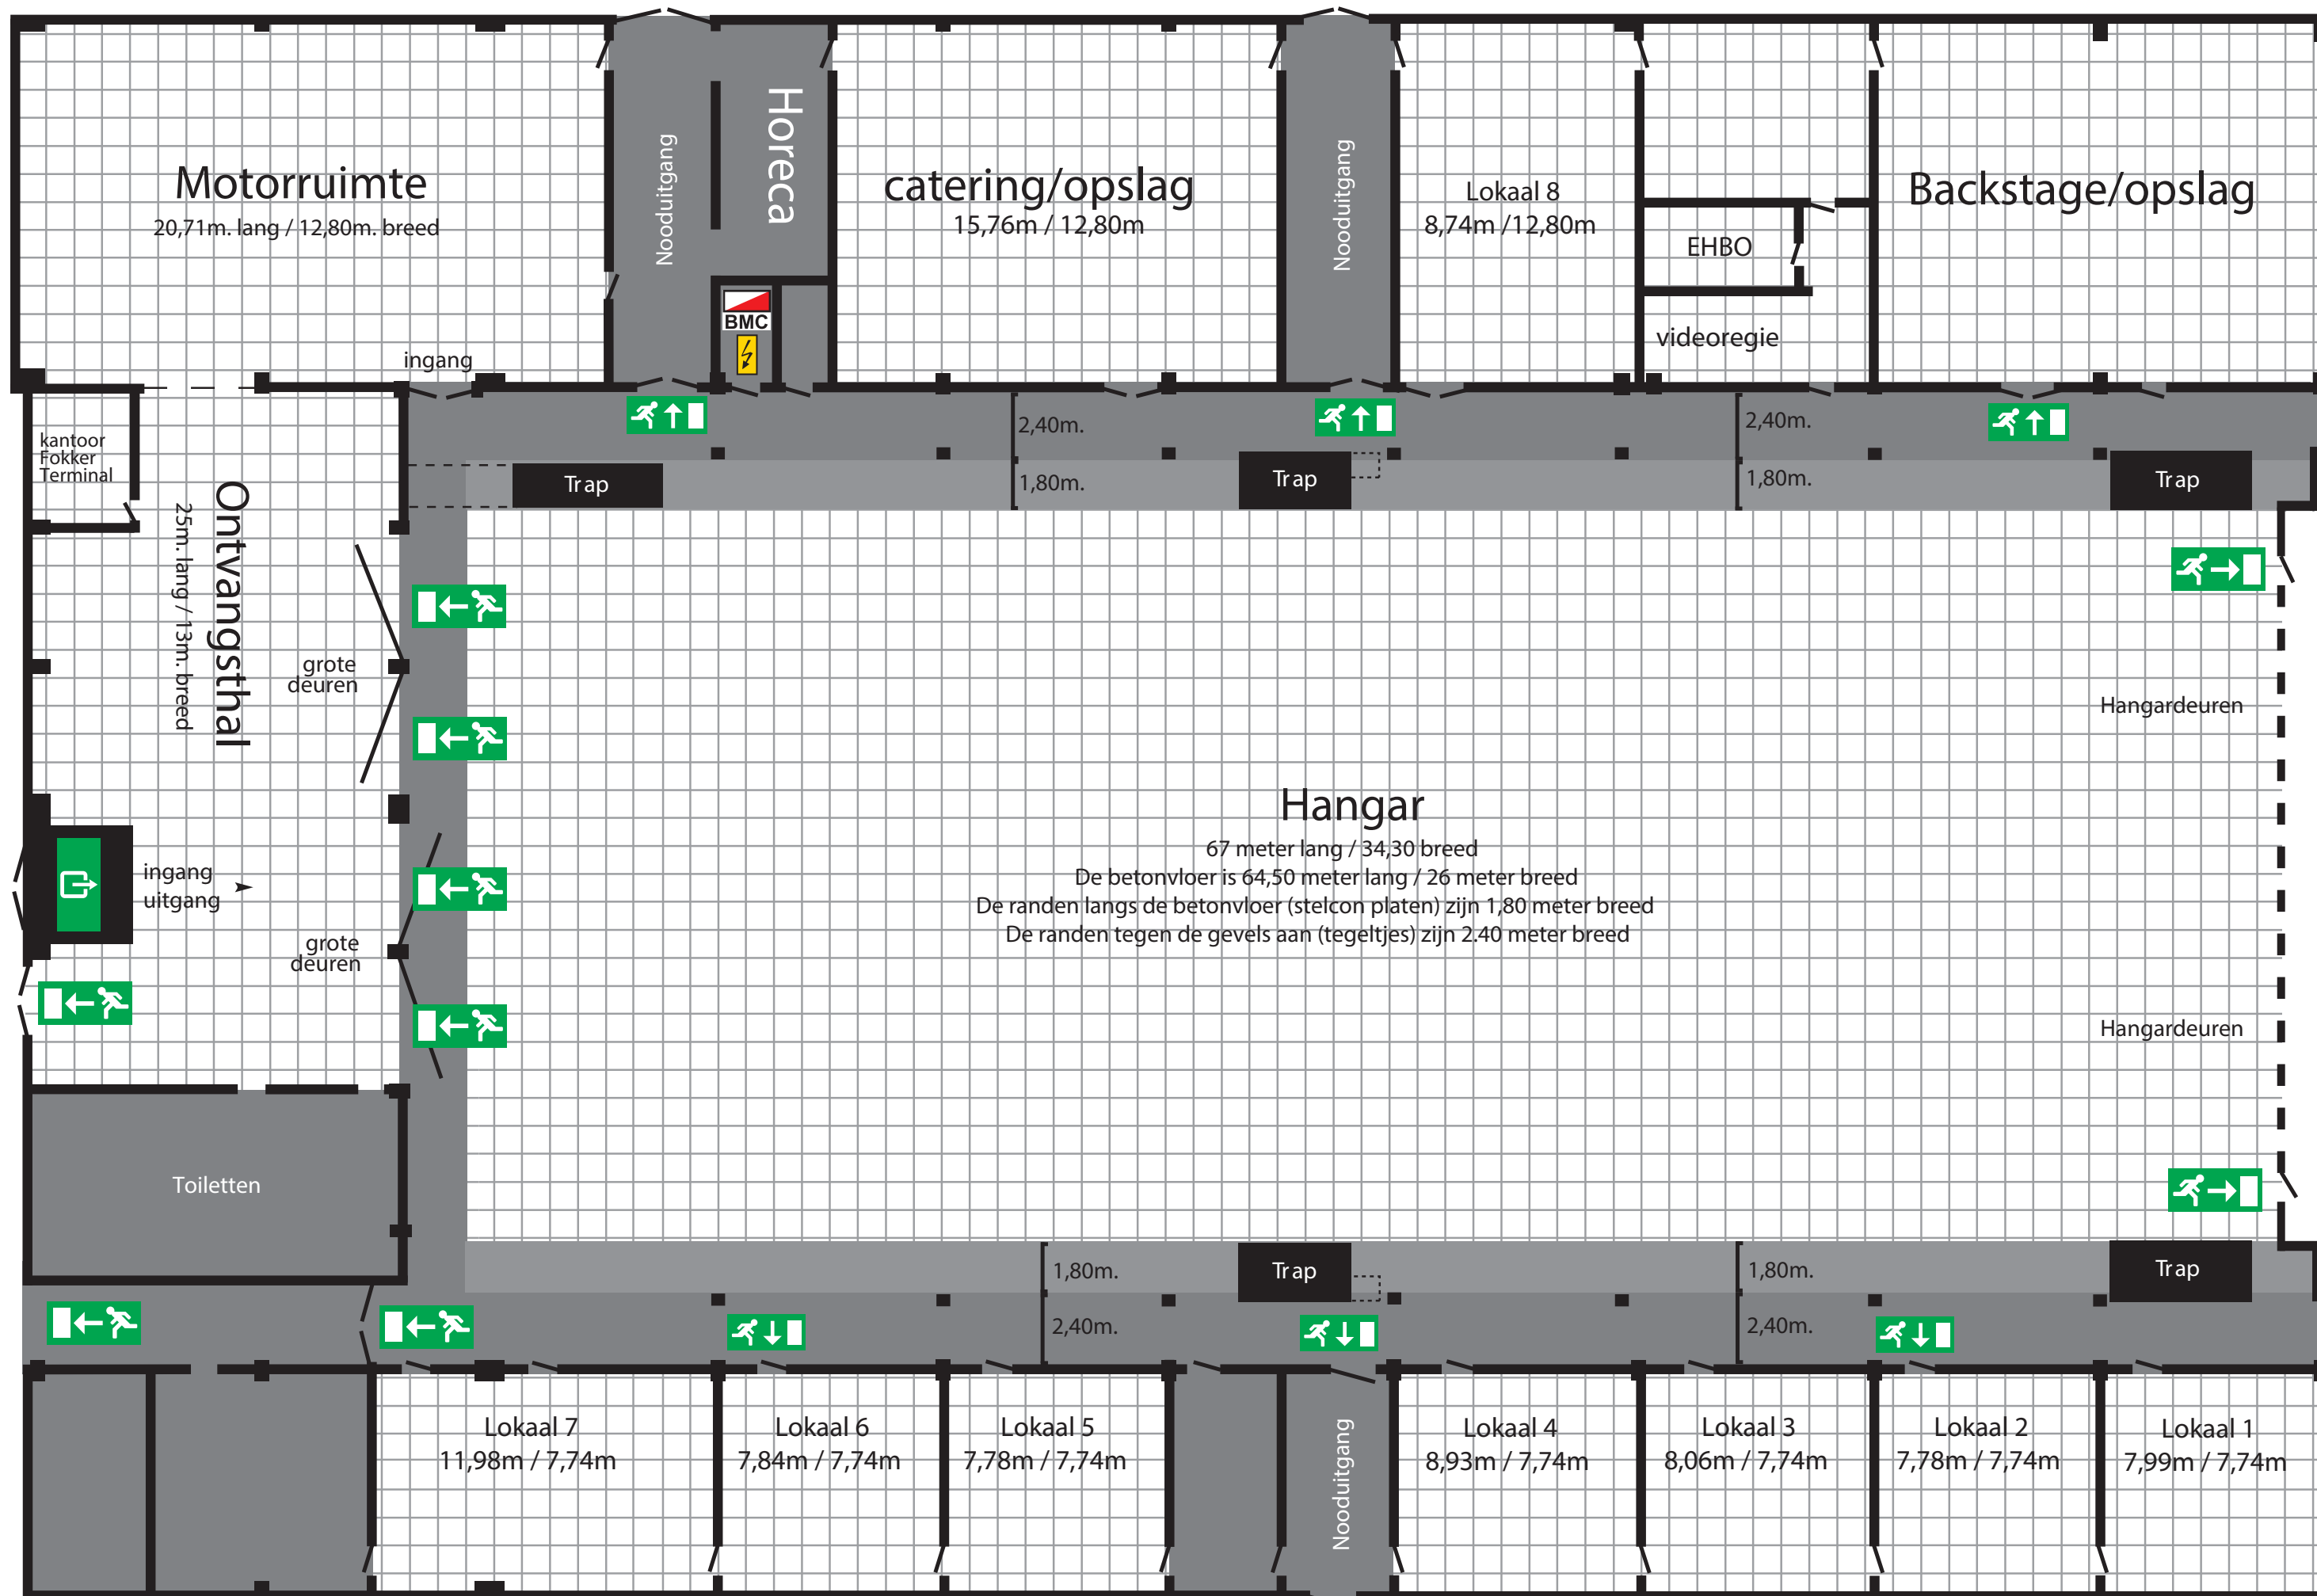 Motorruimte
20,71m. lang / 12,80m. breed
Nooduitgang
Horeca
BMC
catering/opslag
15,76m / 12,80m
Nooduitgang
Lokaal 8
8,74m /12,80m
EHBO
videoregie
Backstage/opslag
ingang
kantoor
Fokker
Terminal
2,40m.
1,80m.
2,40m.
1,80m.
Trap
Trap
Trap
Ontvangsthal
25m. lang / 13m. breed
grote
deuren
Hangardeuren
Hangar
67 meter lang / 34,30 breed
De betonvloer is 64,50 meter lang / 26 meter breed
De randen langs de betonvloer (stelcon platen) zijn 1,80 meter breed
De randen tegen de gevels aan (tegeltjes) zijn 2.40 meter breed
ingang
uitgang
grote
deuren
Hangardeuren
Toiletten
1,80m.
2,40m.
Trap
1,80m.
2,40m.
Trap
Lokaal 7
11,98m / 7,74m
Lokaal 6
7,84m / 7,74m
Lokaal 5
7,78m / 7,74m
Nooduitgang
Lokaal 4
8,93m / 7,74m
Lokaal 3
8,06m / 7,74m
Lokaal 2
7,78m / 7,74m
Lokaal 1
7,99m / 7,74m